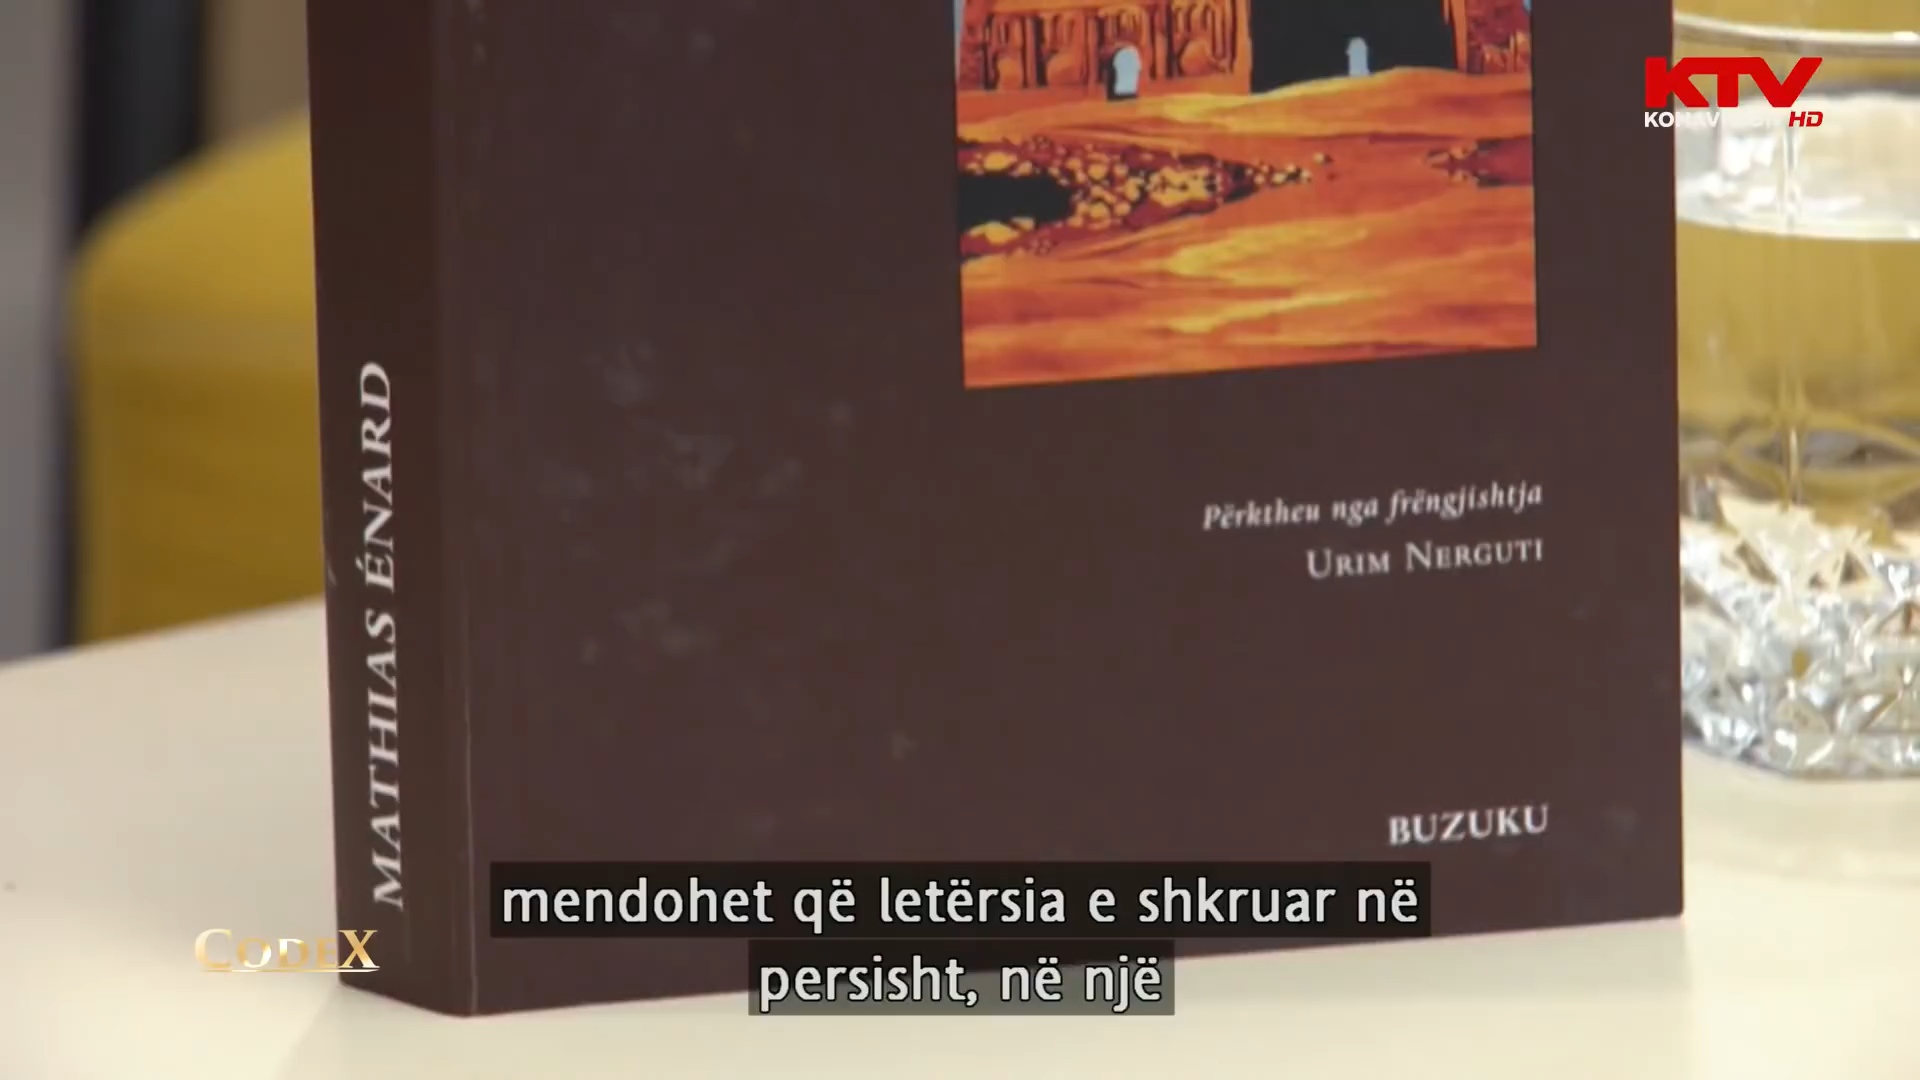 KTV
KOHAVISION HD
MATHIAS ÉNARD
Përktheu nga frëngjishtja
URIM NERGUTI
BUZUKU
CODEX
mendohet që letërsia e shkruar në
persisht, në një